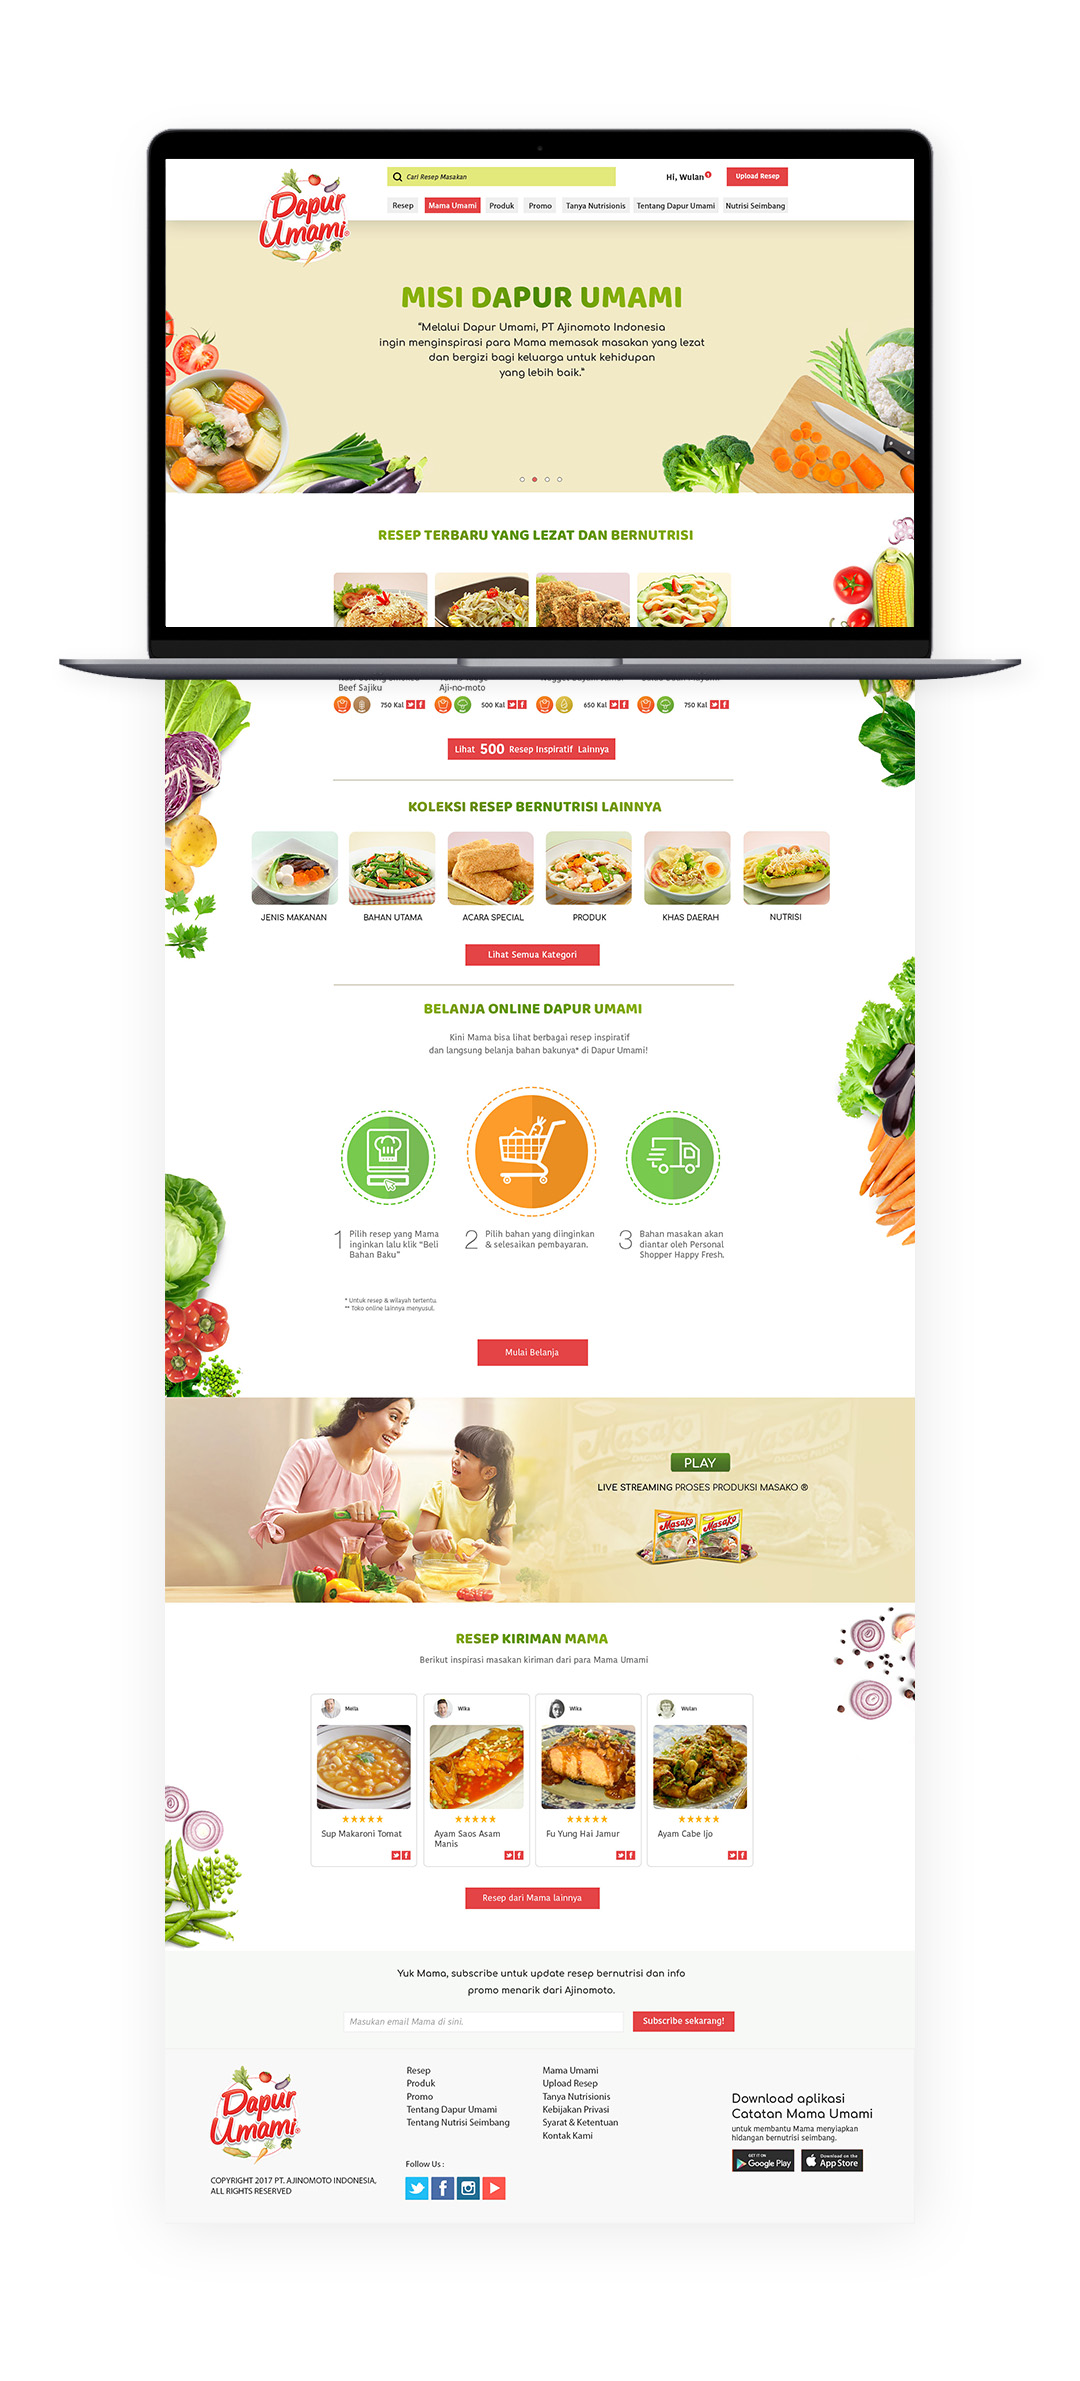 Dapur
Umami®
Cari Resep Masakan
Hi, Wulan
Upload Resep
Resep
Mama Umami
Produk
Promo
Tanya Nutrisionis
Tentang Dapur Umami
Nutrisi Seimbang
MISI DAPUR UMAMI
“Melalui Dapur Umami, PT Ajinomoto Indonesia
ingin menginspirasi para Mama memasak masakan yang lezat
dan bergizi bagi keluarga untuk kehidupan
yang lebih baik.”
RESEP TERBARU YANG LEZAT DAN BERNUTRISI
Beef Sajiku
Aji-no-moto
750 Kal
500 Kal
650 Kal
750 Kal
Lihat 500 Resep Inspiratif Lainnya
KOLEKSI RESEP BERNUTRISI LAINNYA
JENIS MAKANAN
BAHAN UTAMA
ACARA SPECIAL
PRODUK
KHAS DAERAH
NUTRISI
Lihat Semua Kategori
BELANJA ONLINE DAPUR UMAMI
Kini Mama bisa lihat berbagai resep inspiratif
dan langsung belanja bahan bakunya* di Dapur Umami!
1 Pilih resep yang Mama
inginkan lalu klik “Beli
Bahan Baku”
2 Pilih bahan yang diinginkan
& selesaikan pembayaran.
3 Bahan masakan akan
diantar oleh Personal
Shopper Happy Fresh.
* Untuk resep & wilayah tertentu.
** Toko online lainnya menyusul.
Mulai Belanja
Masako
PLAY
LIVE STREAMING PROSES PRODUKSI MASAKO ®
Masako
Masako
RESEP KIRIMAN MAMA
Berikut inspirasi masakan kiriman dari para Mama Umami
Meila
Wika
Wika
Wulan
Sup Makaroni Tomat
Ayam Saos Asam
Manis
Fu Yung Hai Jamur
Ayam Cabe Ijo
Resep dari Mama lainnya
Yuk Mama, subscribe untuk update resep bernutrisi dan info
promo menarik dari Ajinomoto.
Masukan email Mama di sini.
Subscribe sekarang!
Dapur
Umami®
COPYRIGHT 2017 PT. AJINOMOTO INDONESIA,
ALL RIGHTS RESERVED
Resep
Produk
Promo
Tentang Dapur Umami
Tentang Nutrisi Seimbang
Mama Umami
Upload Resep
Tanya Nutrisionis
Kebijakan Privasi
Syarat & Ketentuan
Kontak Kami
Follow Us :
Download aplikasi
Catatan Mama Umami
untuk membantu Mama menyiapkan
hidangan bernutrisi seimbang.
GET IT ON
Google Play
Download on the
App Store